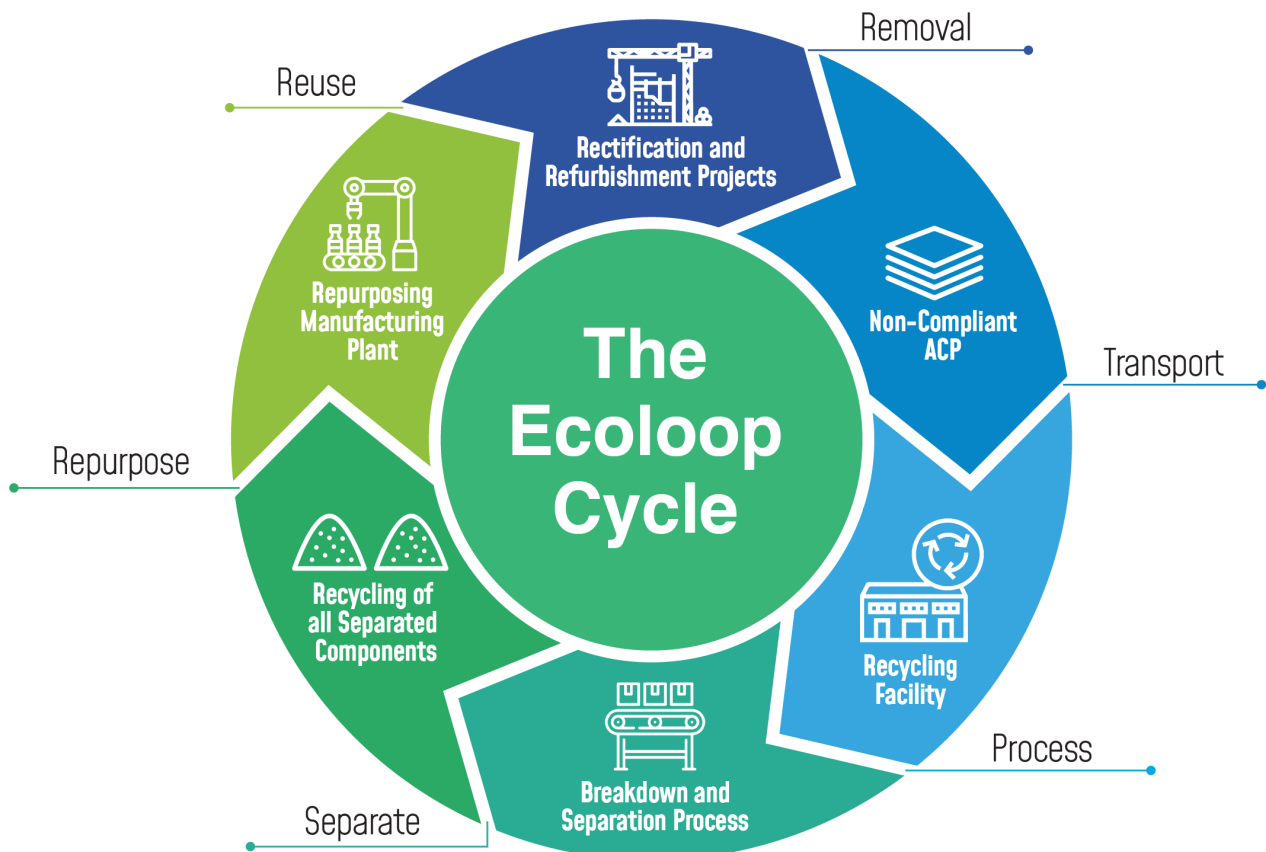 Removal
Reuse
Rectification and
Refurbishment Projects
Non-Compliant
ACP
Repurposing
Manufacturing
Plant
The
Ecoloop
Cycle
Transport
Repurpose
Recycling of
all Separated
Components
Recycling
Facility
Process
Breakdown and
Separation Process
Separate